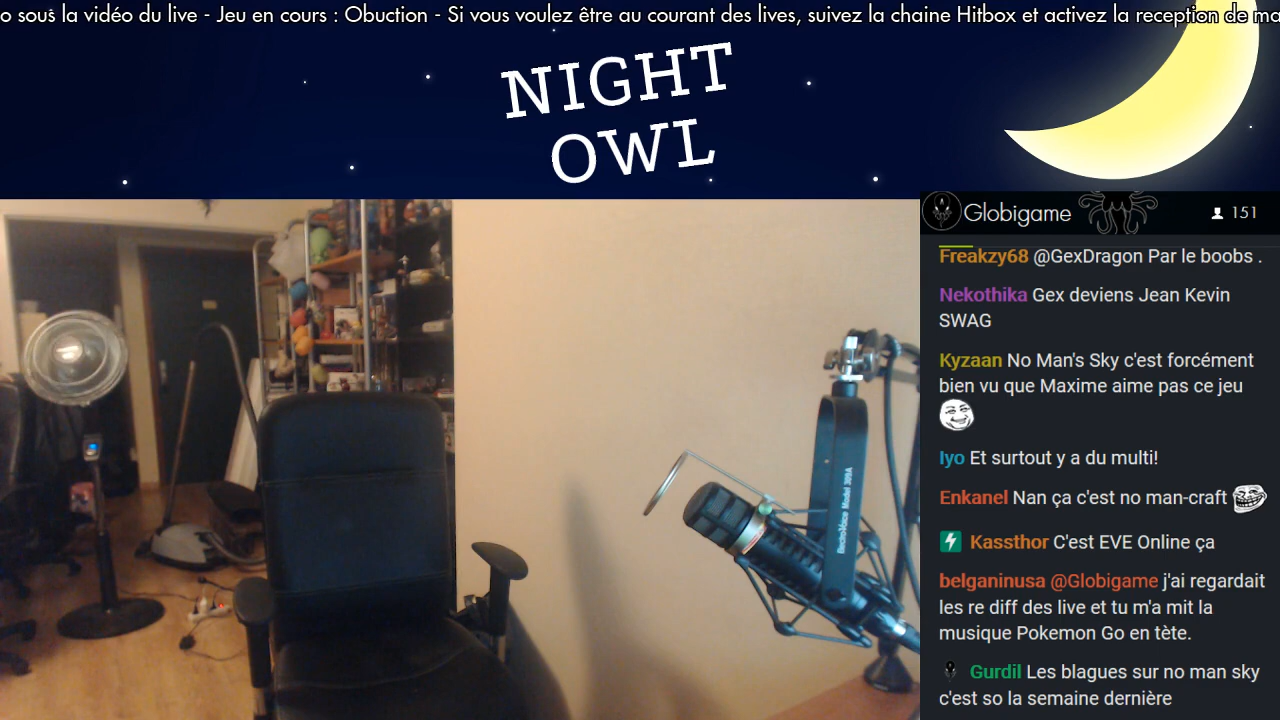 o sous la vidéo du live - Jeu en cours : Obuction - Si vous voulez être au courant des lives, suivez la chaine Hitbox et activez la reception de ma
NIGHT
OWL
Globigame 151
Freakzy68 @GexDragon Par le boobs .
Nekothika Gex deviens Jean Kevin
SWAG
Kyzaan No Man's Sky c'est forcément
bien vu que Maxime aime pas ce jeu
Iyo Et surtout y a du multi!
Enkanel Nan ça c'est no man-craft
Kassthor C'est EVE Online ça
belganinusa @Globigame j'ai regardait
les re diff des live et tu m'a mit la
musique Pokemon Go en tète.
Gurdil Les blagues sur no man sky
c'est so la semaine dernière
ElectroVoice Model 309A